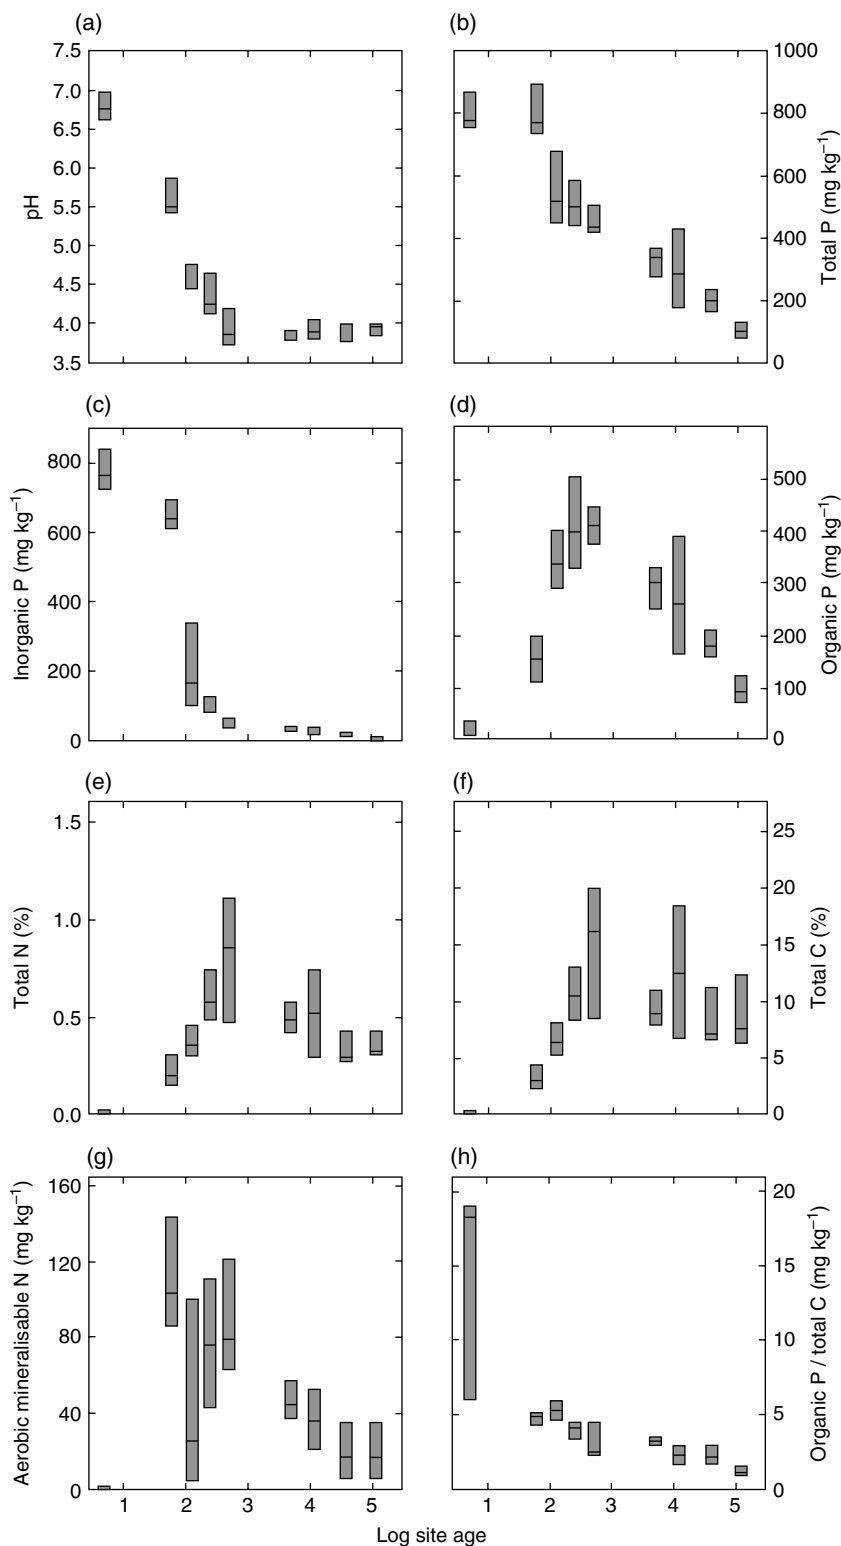 (a)
7.5
7.0
6.5
6.0
5.5
5.0
4.5
4.0
3.5
pH
(b)
1000
800
600
400
200
0
Total P (mg kg⁻¹)
(c)
800
600
400
200
0
Inorganic P (mg kg⁻¹)
(d)
500
400
300
200
100
0
Organic P (mg kg⁻¹)
(e)
1.5
1.0
0.5
0.0
Total N (%)
(f)
25
20
15
10
5
0
Total C (%)
(g)
160
120
80
40
0
Aerobic mineralisable N (mg kg⁻¹)
1 2 3 4 5
(h)
20
15
10
5
0
Organic P / total C (mg kg⁻¹)
1 2 3 4 5
Log site age